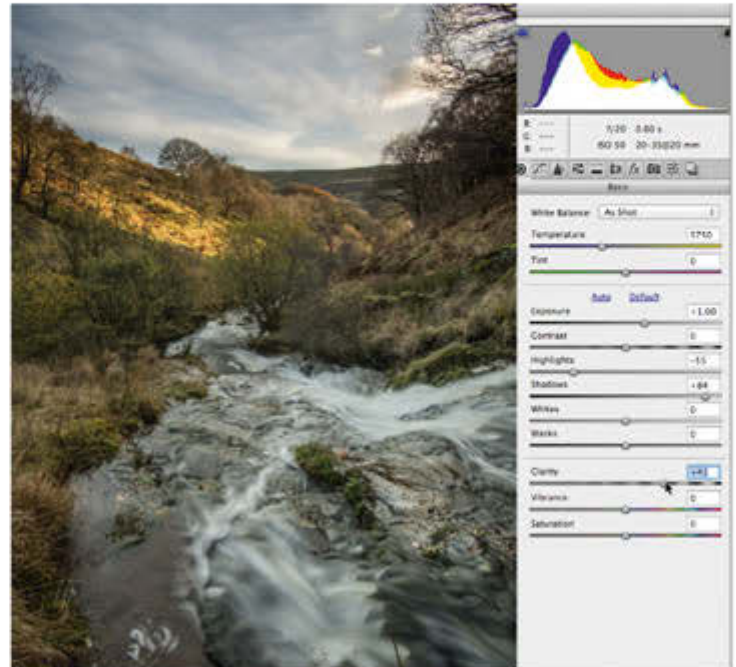 R: ---
G: ---
B: ---
f/20 0.80 s
ISO 50 20-35@20 mm
Basic
White Balance: As Shot
Temperature 5750
Tint 0
Auto Default
Exposure +1.00
Contrast 0
Highlights -55
Shadows +84
Whites 0
Blacks 0
Clarity
Vibrance 0
Saturation 0